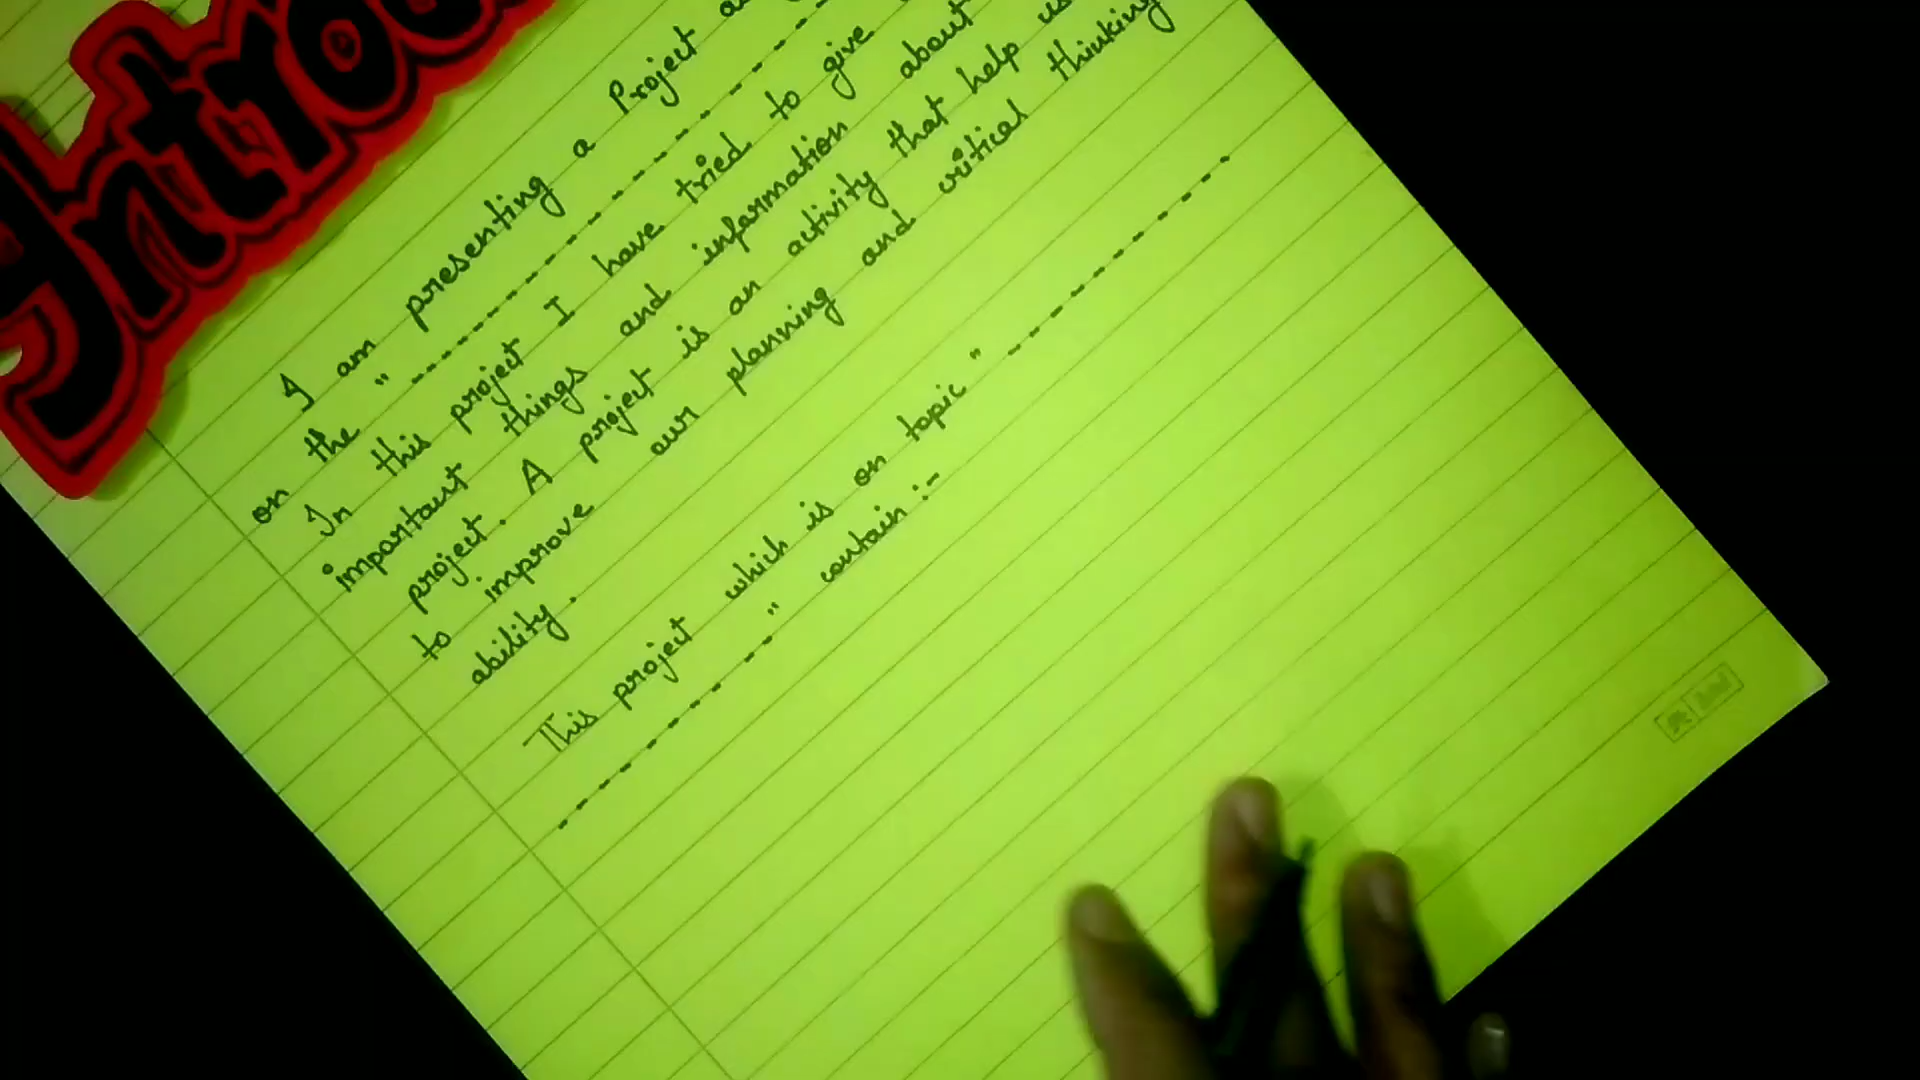 Introd
I am presenting a Project
on the " ---------------
In this project I have tried to give
important things and information about
project. A project is an activity that help us
to improve our planning and critical thinking
ability.
This project which is on topic " ---------------
--------------- " contain :-